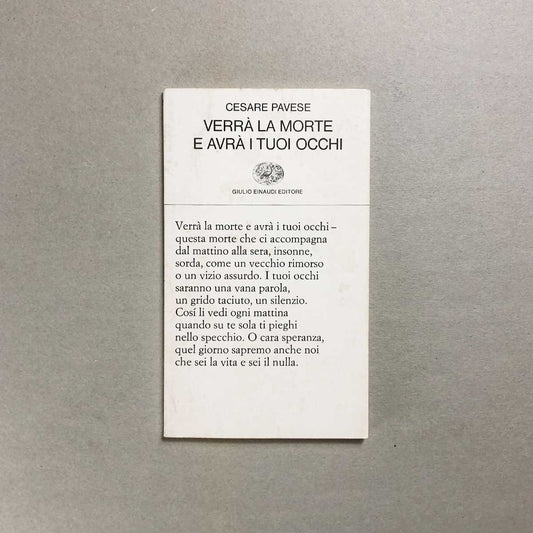 CESARE PAVESE
VERRÀ LA MORTE
E AVRÀ I TUOI OCCHI
GIULIO EINAUDI EDITORE
Verrà la morte e avrà i tuoi occhi –
questa morte che ci accompagna
dal mattino alla sera, insonne,
sorda, come un vecchio rimorso
o un vizio assurdo. I tuoi occhi
saranno una vana parola,
un grido taciuto, un silenzio.
Cosí li vedi ogni mattina
quando su te sola ti pieghi
nello specchio. O cara speranza,
quel giorno sapremo anche noi
che sei la vita e sei il nulla.